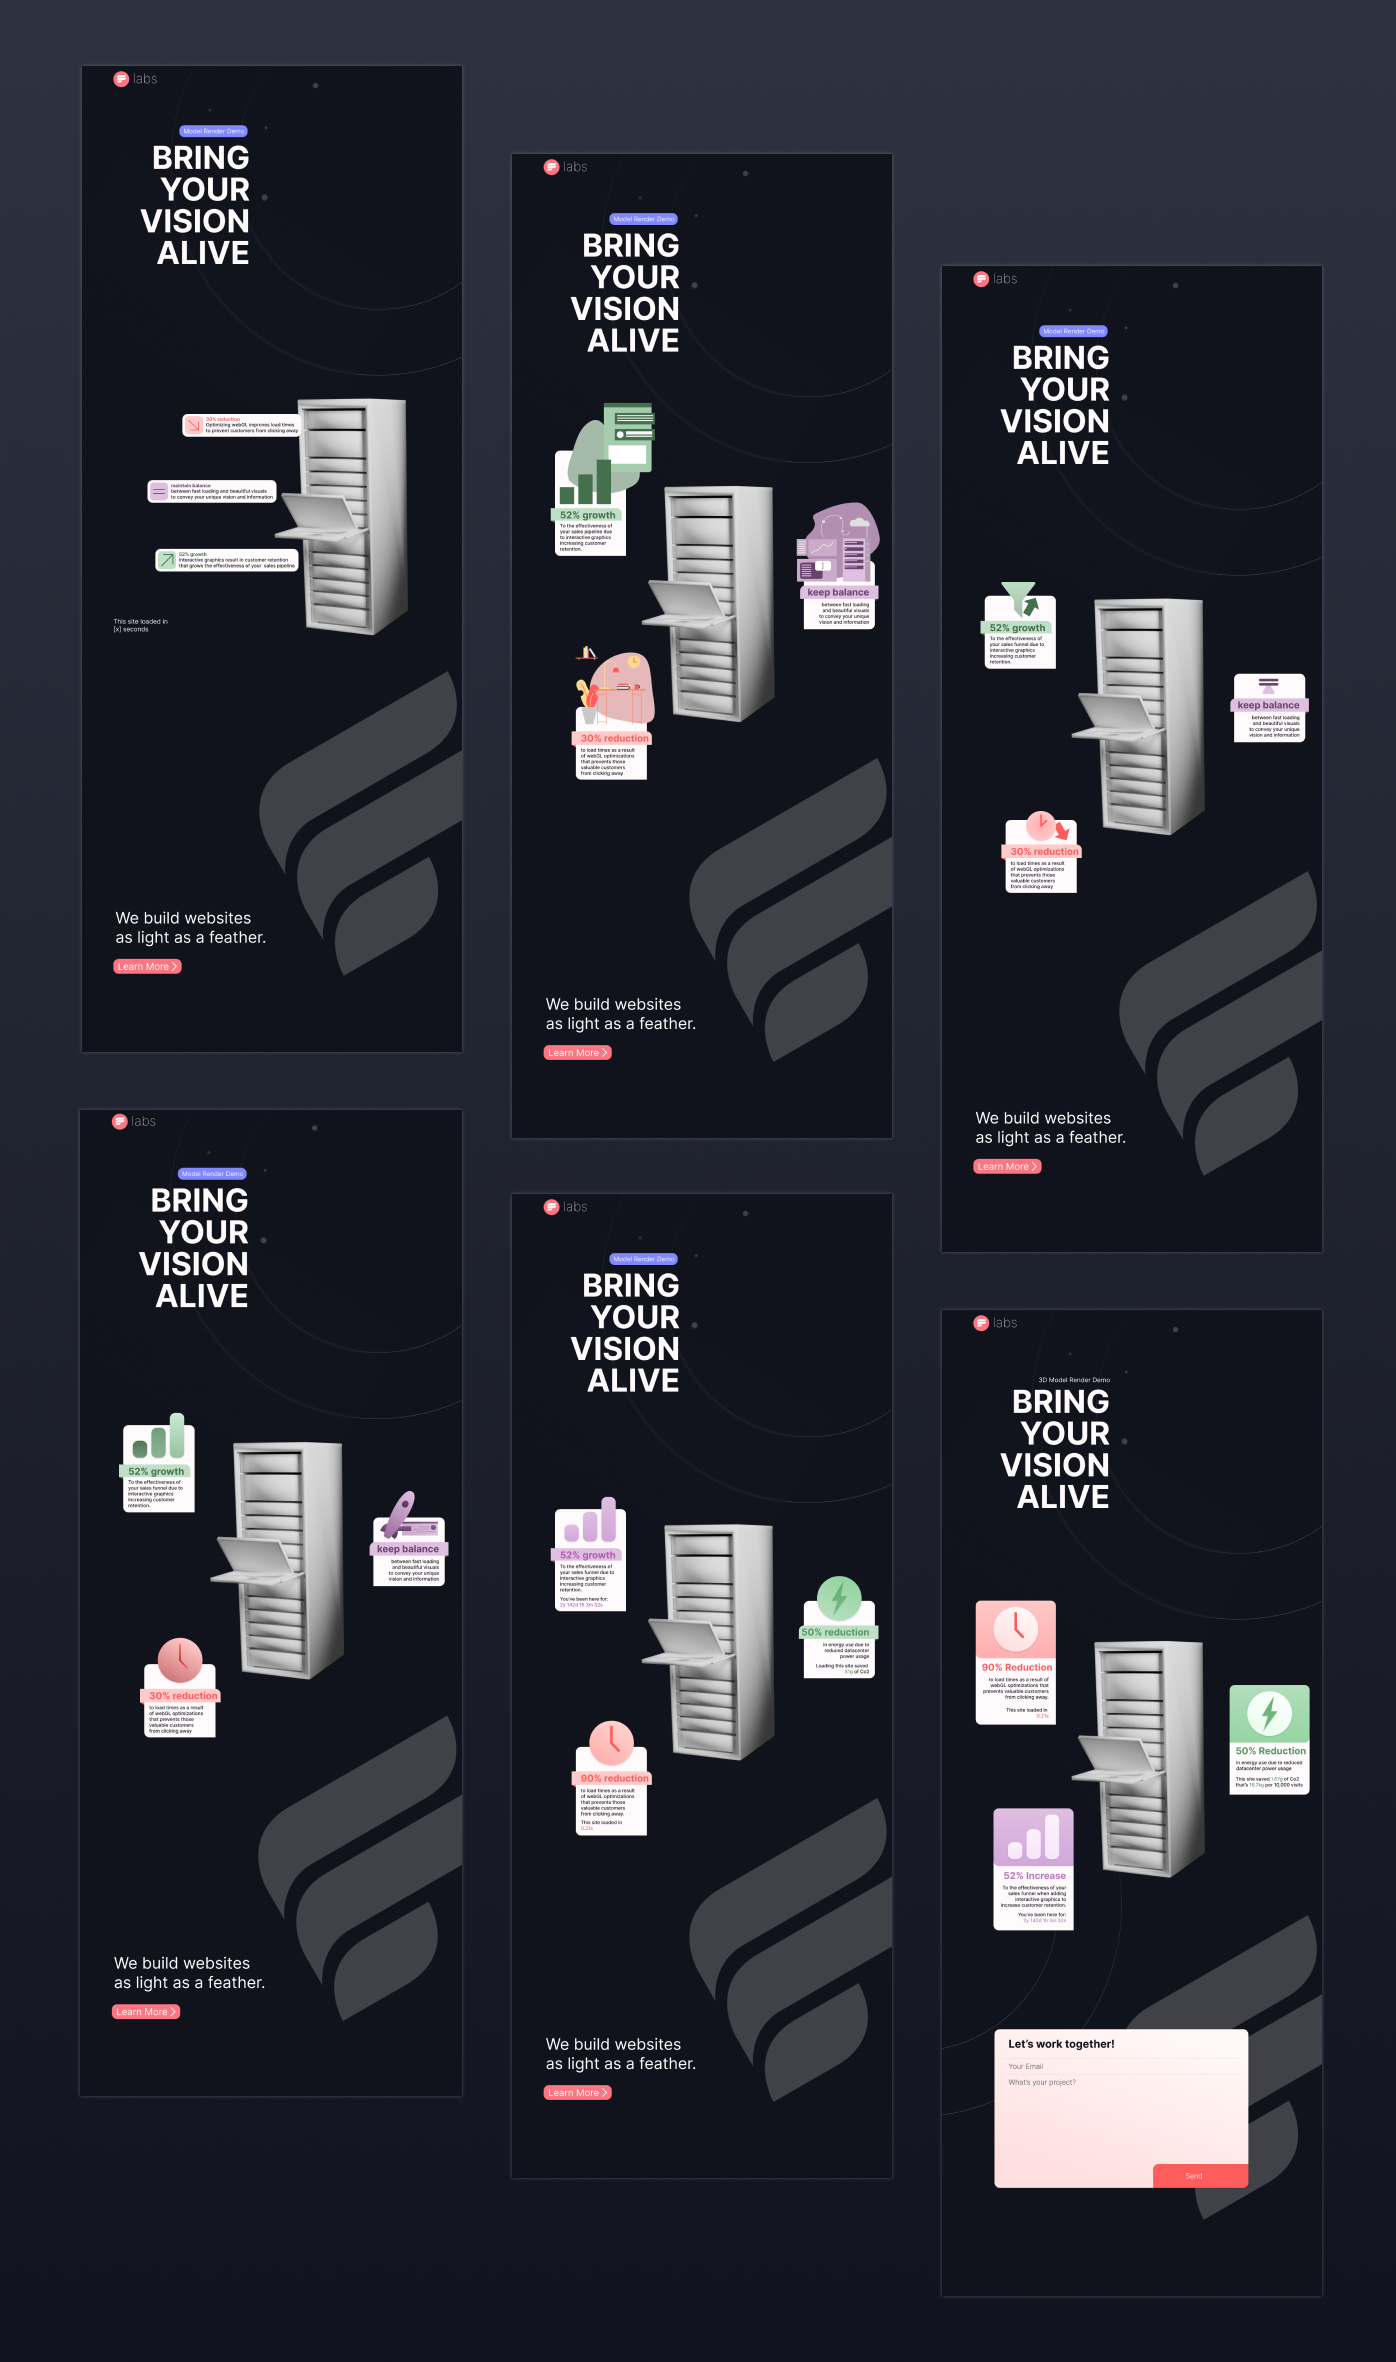 labs
Model Render Demo
BRING
YOUR
VISION
ALIVE
30% reduction
Optimizing webGL improves load times
to prevent customers from clicking away
maintain balance
between fast loading and beautiful visuals
to convey your unique vision and information
52% growth
Interactive graphics result in customer retention
that grows the effectiveness of your sales pipeline
This site loaded in
[x] seconds
We build websites
as light as a feather.
Learn More
labs
Model Render Demo
BRING
YOUR
VISION
ALIVE
52% growth
To the effectiveness of
your sales pipeline due
to interactive graphics
increasing customer
retention.
keep balance
between fast loading
and beautiful visuals
to convey your unique
vision and information
30% reduction
to load times as a result
of webGL optimizations
that prevents those
valuable customers
from clicking away
We build websites
as light as a feather.
Learn More
labs
Model Render Demo
BRING
YOUR
VISION
ALIVE
52% growth
To the effectiveness of
your sales funnel due to
interactive graphics
increasing customer
retention.
keep balance
between fast loading
and beautiful visuals
to convey your unique
vision and information
30% reduction
to load times as a result
of webGL optimizations
that prevents those
valuable customers
from clicking away
We build websites
as light as a feather.
Learn More
labs
Model Render Demo
BRING
YOUR
VISION
ALIVE
52% growth
To the effectiveness of
your sales funnel due to
interactive graphics
increasing customer
retention.
keep balance
between fast loading
and beautiful visuals
to convey your unique
vision and information
30% reduction
to load times as a result
of webGL optimizations
that prevents those
valuable customers
from clicking away
We build websites
as light as a feather.
Learn More
labs
Model Render Demo
BRING
YOUR
VISION
ALIVE
52% growth
To the effectiveness of
your sales funnel due to
interactive graphics
increasing customer
retention.
You've been here for:
2y 142d 1h 3m 52s
50% reduction
in energy use due to
reduced datacenter
power usage
Loading this site saved
51g of Co2
90% reduction
to load times as a result
of webGL optimizations
that prevents those
valuable customers
from clicking away.
This site loaded in
0.21s
We build websites
as light as a feather.
Learn More
labs
3D Model Render Demo
BRING
YOUR
VISION
ALIVE
90% Reduction
to load times as a result of
webGL optimizations that
prevents valuable customers
from clicking away.
This site loaded in
0.21s
50% Reduction
in energy use due to reduced
datacenter power usage
This site saved 1.67g of Co2
that's 16.7kg per 10,000 visits
52% Increase
To the effectiveness of your
sales funnel when adding
interactive graphics to
increase customer retention.
You've been here for:
2y 142d 1h 3m 52s
Let's work together!
Your Email
What's your project?
Send